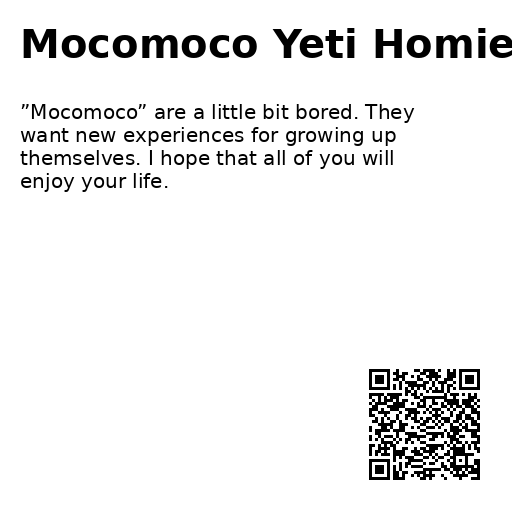 Mocomoco Yeti Homie
”Mocomoco” are a little bit bored. They
want new experiences for growing up
themselves. I hope that all of you will
enjoy your life.